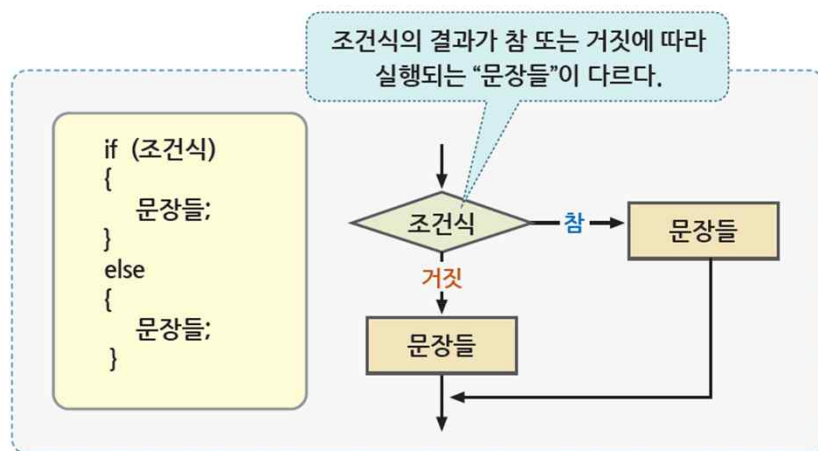 조건식의 결과가 참 또는 거짓에 따라
실행되는 “문장들”이 다르다.
if (조건식)
{
문장들;
}
else
{
문장들;
}
조건식
참
문장들
거짓
문장들